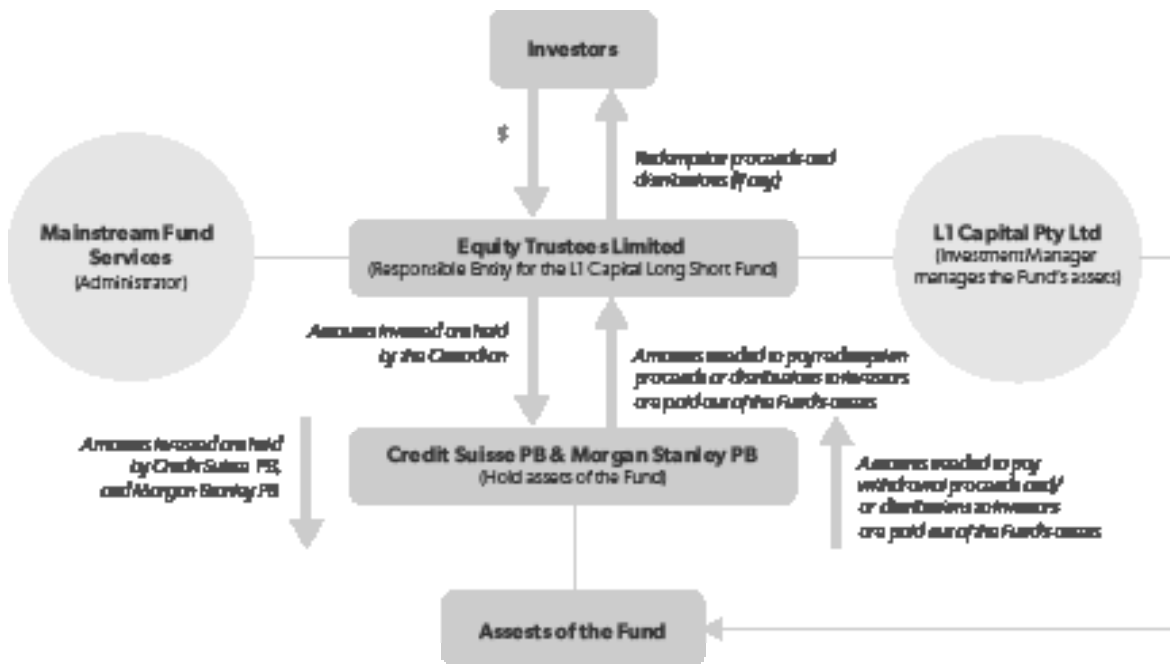 Investors
$
Redemption proceeds and
distributions (if any)
Mainstream Fund
Services
(Administrator)
Equity Trustees Limited
(Responsible Entity for the L1 Capital Long Short Fund)
L1 Capital Pty Ltd
(Investment Manager
manages the Fund's assets)
Amounts invested are held
by the Custodian
Amounts needed to pay redemption
proceeds or distributions to investors
are paid out of the Fund's assets
Amounts invested are held
by Credit Suisse PB,
and Morgan Stanley PB
Credit Suisse PB & Morgan Stanley PB
(Hold assets of the Fund)
Amounts needed to pay
withdrawal proceeds and/
or distributions to investors
are paid out of the Fund's assets
Assests of the Fund